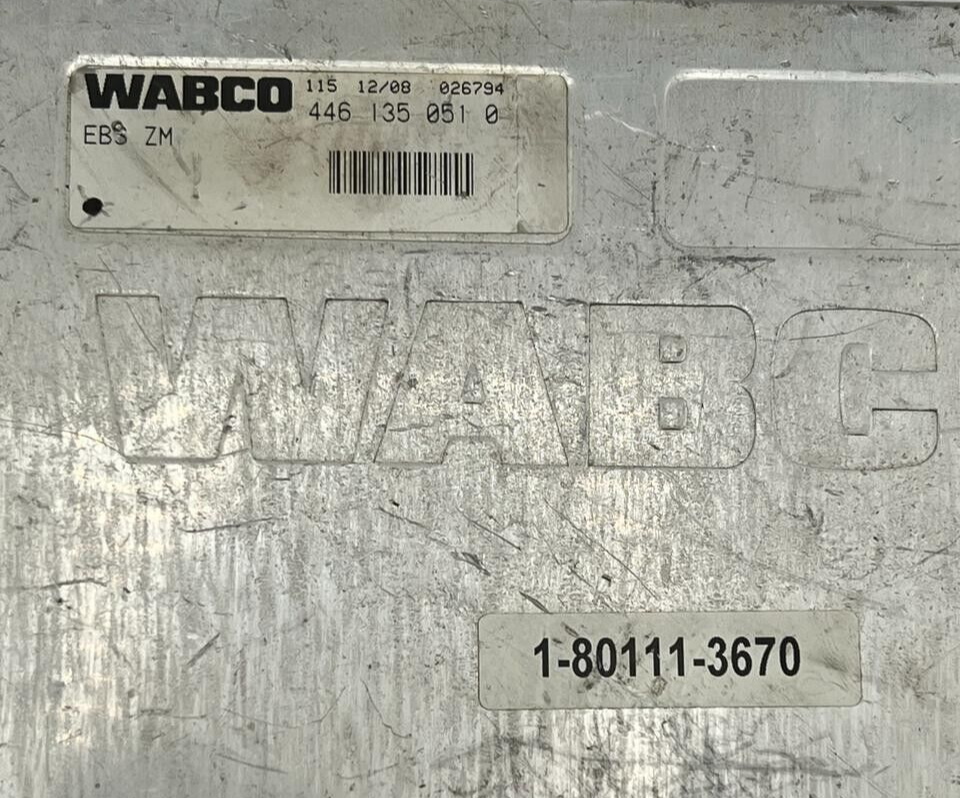 WABCO 115 12/08 026794
446 135 051 0
EBS ZM
WABC
1-80111-3670